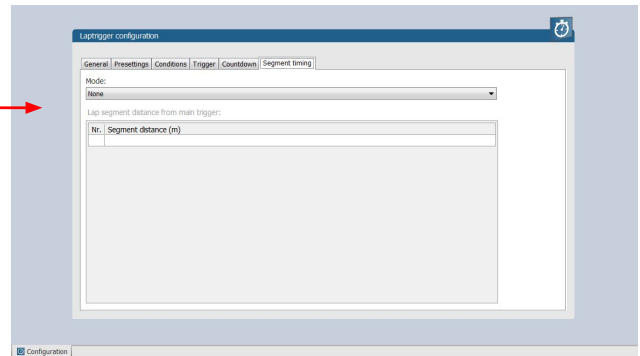 Laptrigger configuration
General Presettings Conditions Trigger Countdown Segment timing
Mode:
None
Lap segment distance from main trigger:
Nr. Segment distance (m)
Configuration